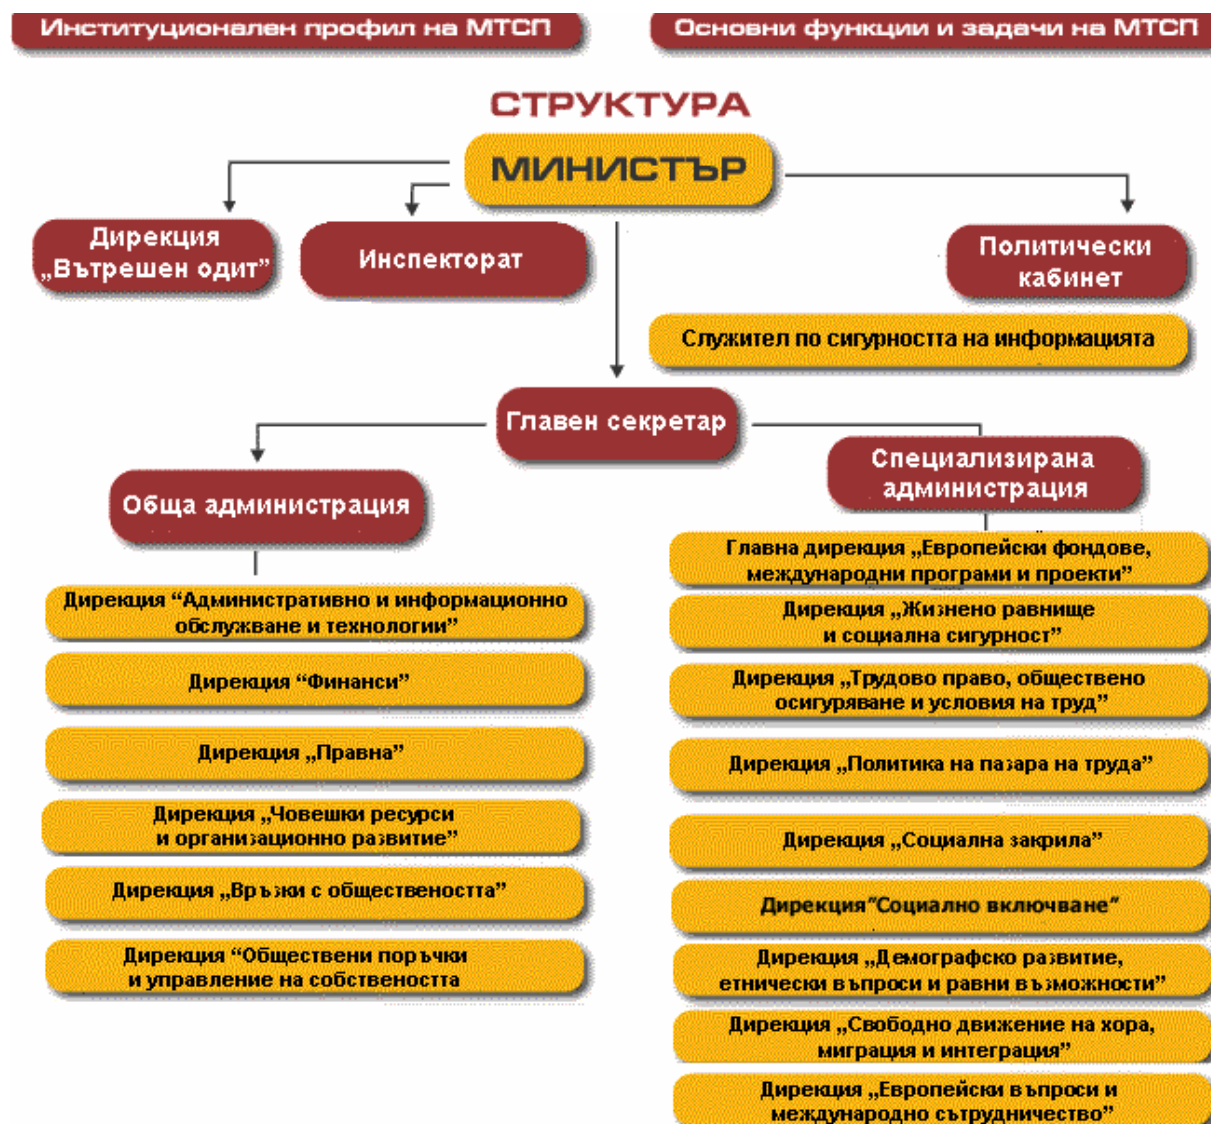 Институционален профил на МТСП
Основни функции и задачи на МТСП
СТРУКТУРА
МИНИСТЪР
Дирекция
„Вътрешен одит”
Инспекторат
Политически
кабинет
Служител по сигурността на информацията
Главен секретар
Обща администрация
Специализирана
администрация
Дирекция “Административно и информационно
обслужване и технологии”
Дирекция “Финанси”
Дирекция „Правна”
Дирекция „Човешки ресурси
и организационно развитие”
Дирекция „Връзки с обществеността”
Дирекция “Обществени поръчки
и управление на собствеността
Главна дирекция „Европейски фондове,
международни програми и проекти”
Дирекция „Жизнено равнище
и социална сигурност”
Дирекция „Трудово право, обществено
осигуряване и условия на труд”
Дирекция „Политика на пазара на труда”
Дирекция „Социална закрила”
Дирекция”Социално включване”
Дирекция „Демографско развитие,
етнически въпроси и равни възможности”
Дирекция „Свободно движение на хора,
миграция и интеграция”
Дирекция „Европейски въпроси и
международно сътрудничество”